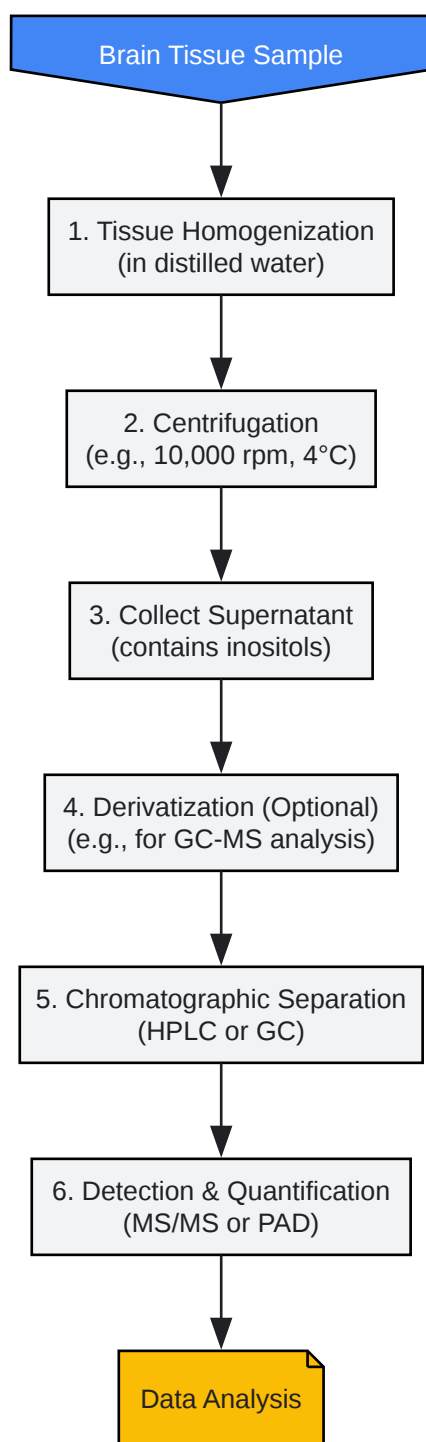 Brain Tissue Sample
1. Tissue Homogenization
(in distilled water)
2. Centrifugation
(e.g., 10,000 rpm, 4°C)
3. Collect Supernatant
(contains inositols)
4. Derivatization (Optional)
(e.g., for GC-MS analysis)
5. Chromatographic Separation
(HPLC or GC)
6. Detection & Quantification
(MS/MS or PAD)
Data Analysis